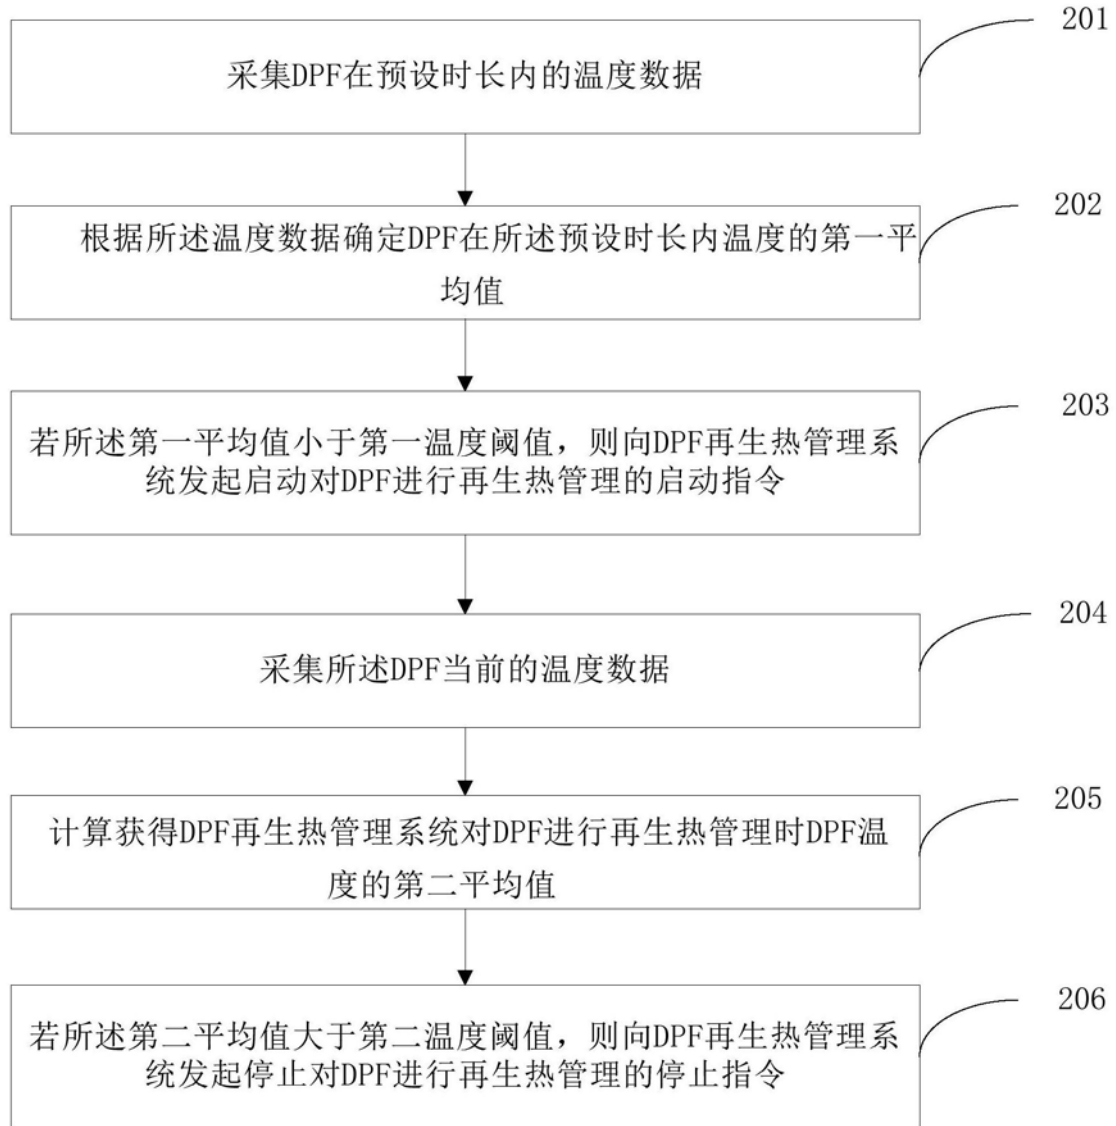 201
采集DPF在预设时长内的温度数据
202
根据所述温度数据确定DPF在所述预设时长内温度的第一平
均值
203
若所述第一平均值小于第一温度阈值，则向DPF再生热管理系
统发起启动对DPF进行再生热管理的启动指令
204
采集所述DPF当前的温度数据
205
计算获得DPF再生热管理系统对DPF进行再生热管理时DPF温
度的第二平均值
206
若所述第二平均值大于第二温度阈值，则向DPF再生热管理系
统发起停止对DPF进行再生热管理的停止指令